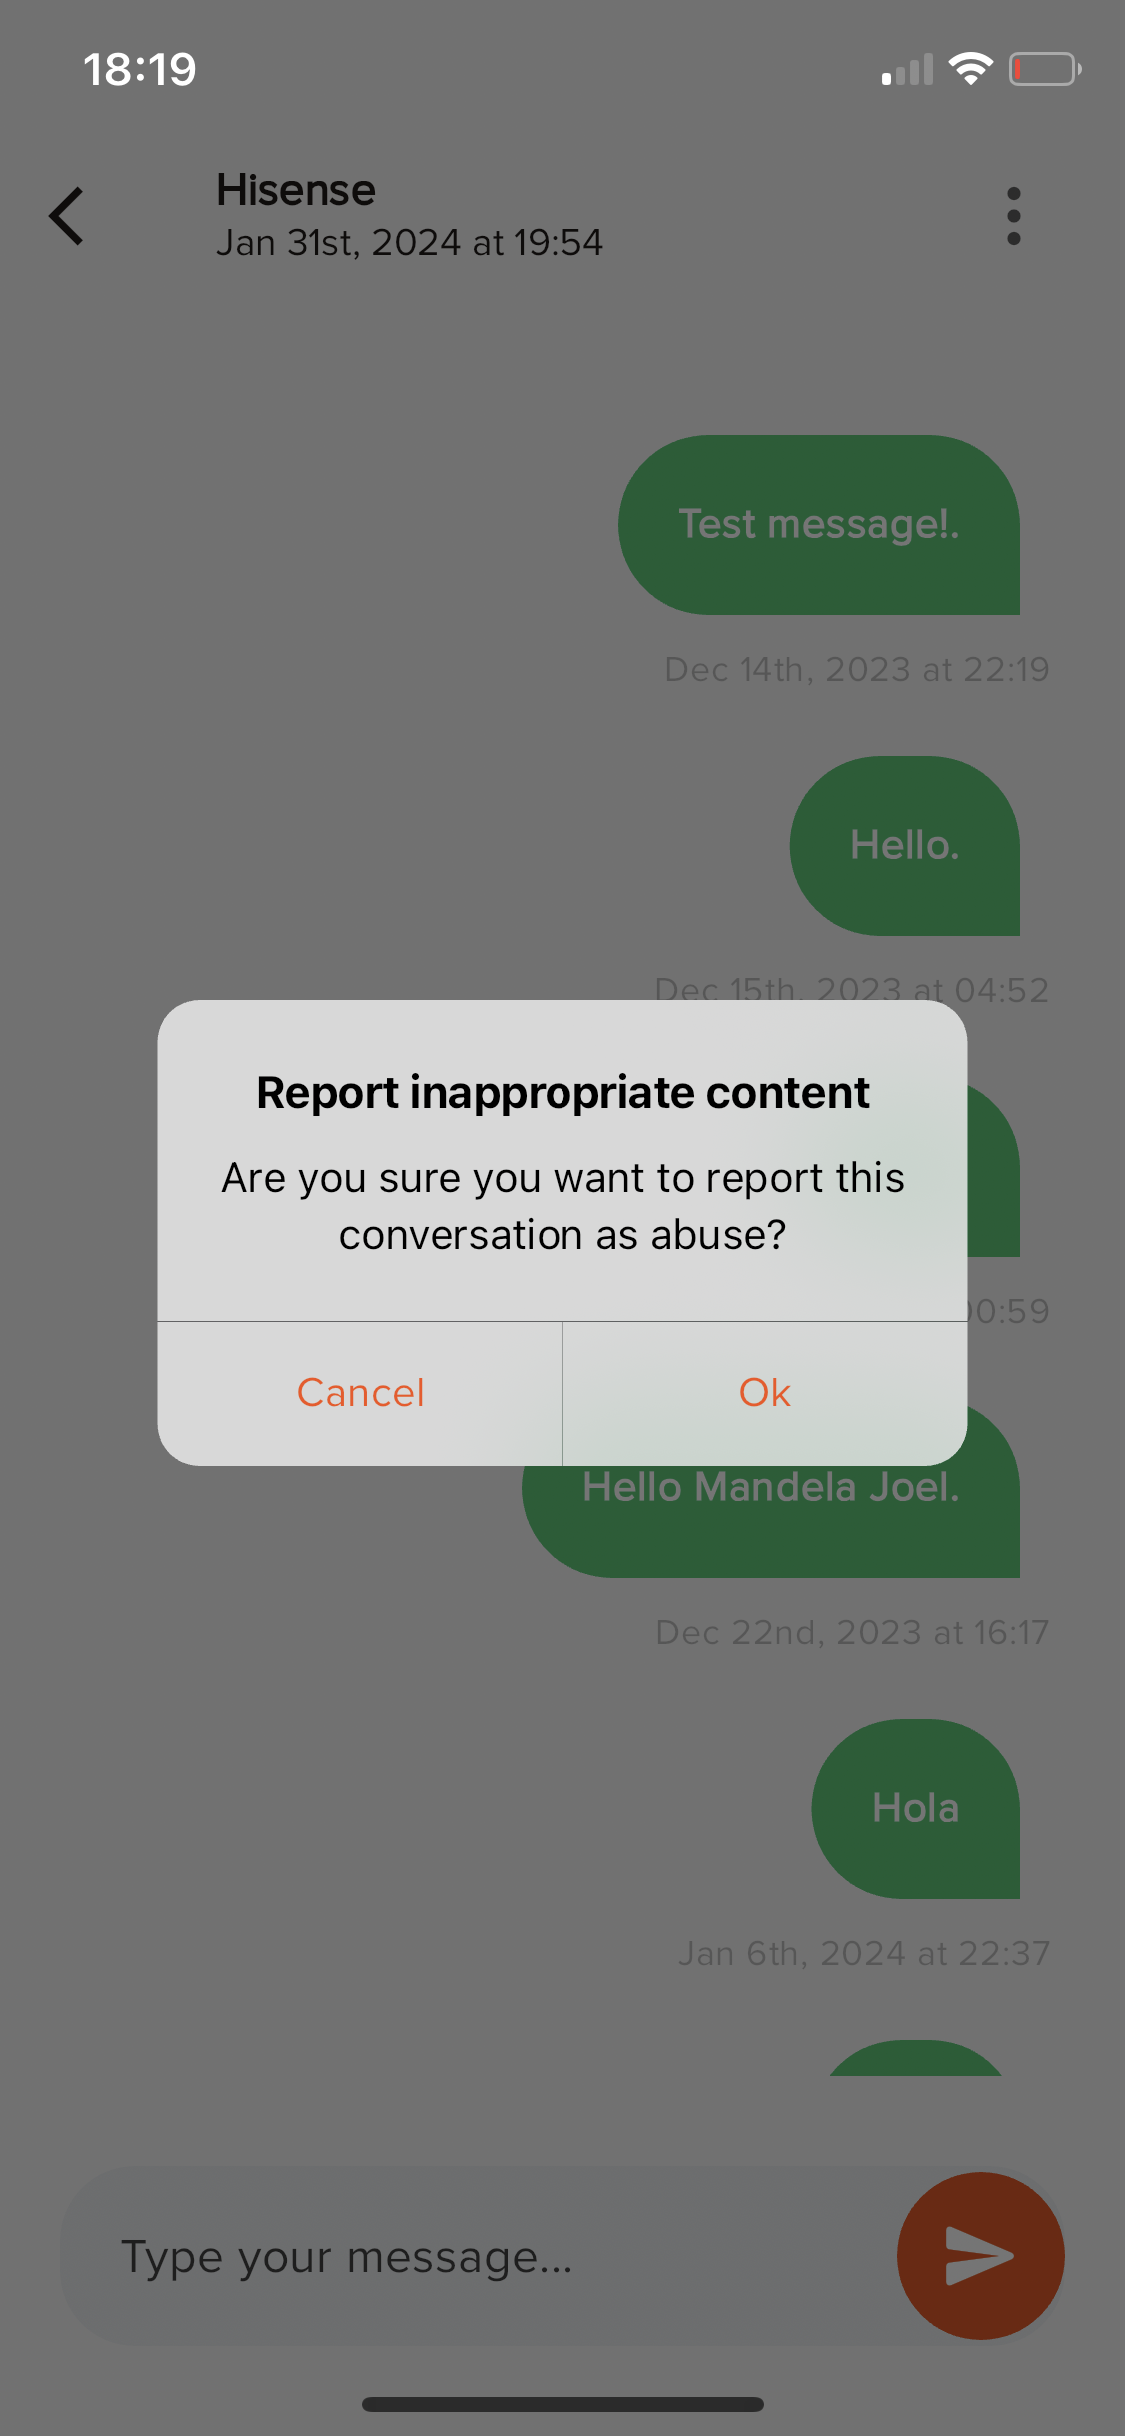 18:19
Hisense
Jan 31st, 2024 at 19:54
Test message!.
Dec 14th, 2023 at 22:19
Hello.
Dec 15th, 2023 at 04:52
Report inappropriate content
Are you sure you want to report this
conversation as abuse?
00:59
Cancel
Ok
Hello Mandela Joel.
Dec 22nd, 2023 at 16:17
Hola
Jan 6th, 2024 at 22:37
Type your message...